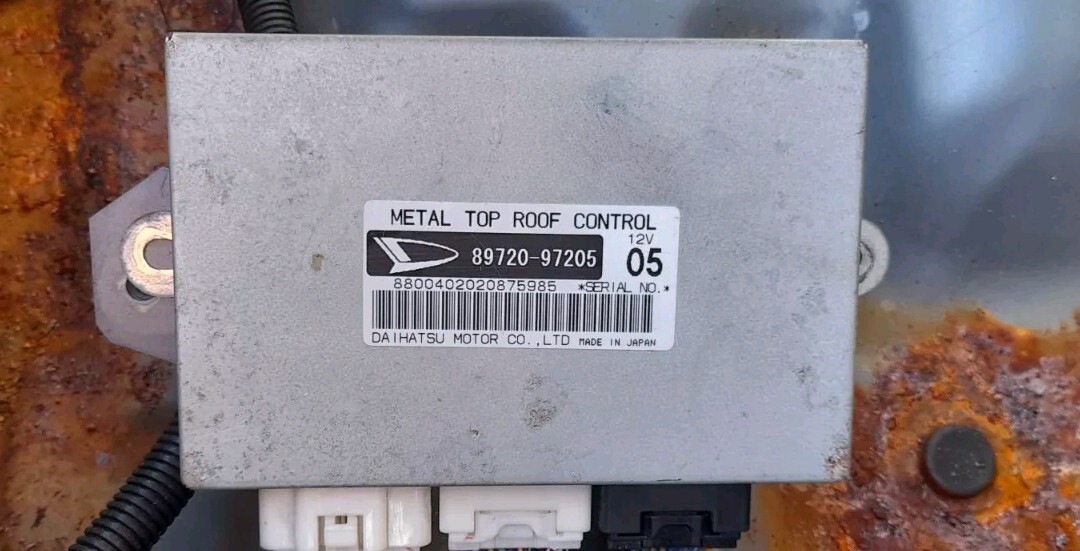 METAL TOP ROOF CONTROL
12V
89720-97205 05
8800402020875985 *SERIAL NO.*
DAIHATSU MOTOR CO.,LTD MADE IN JAPAN